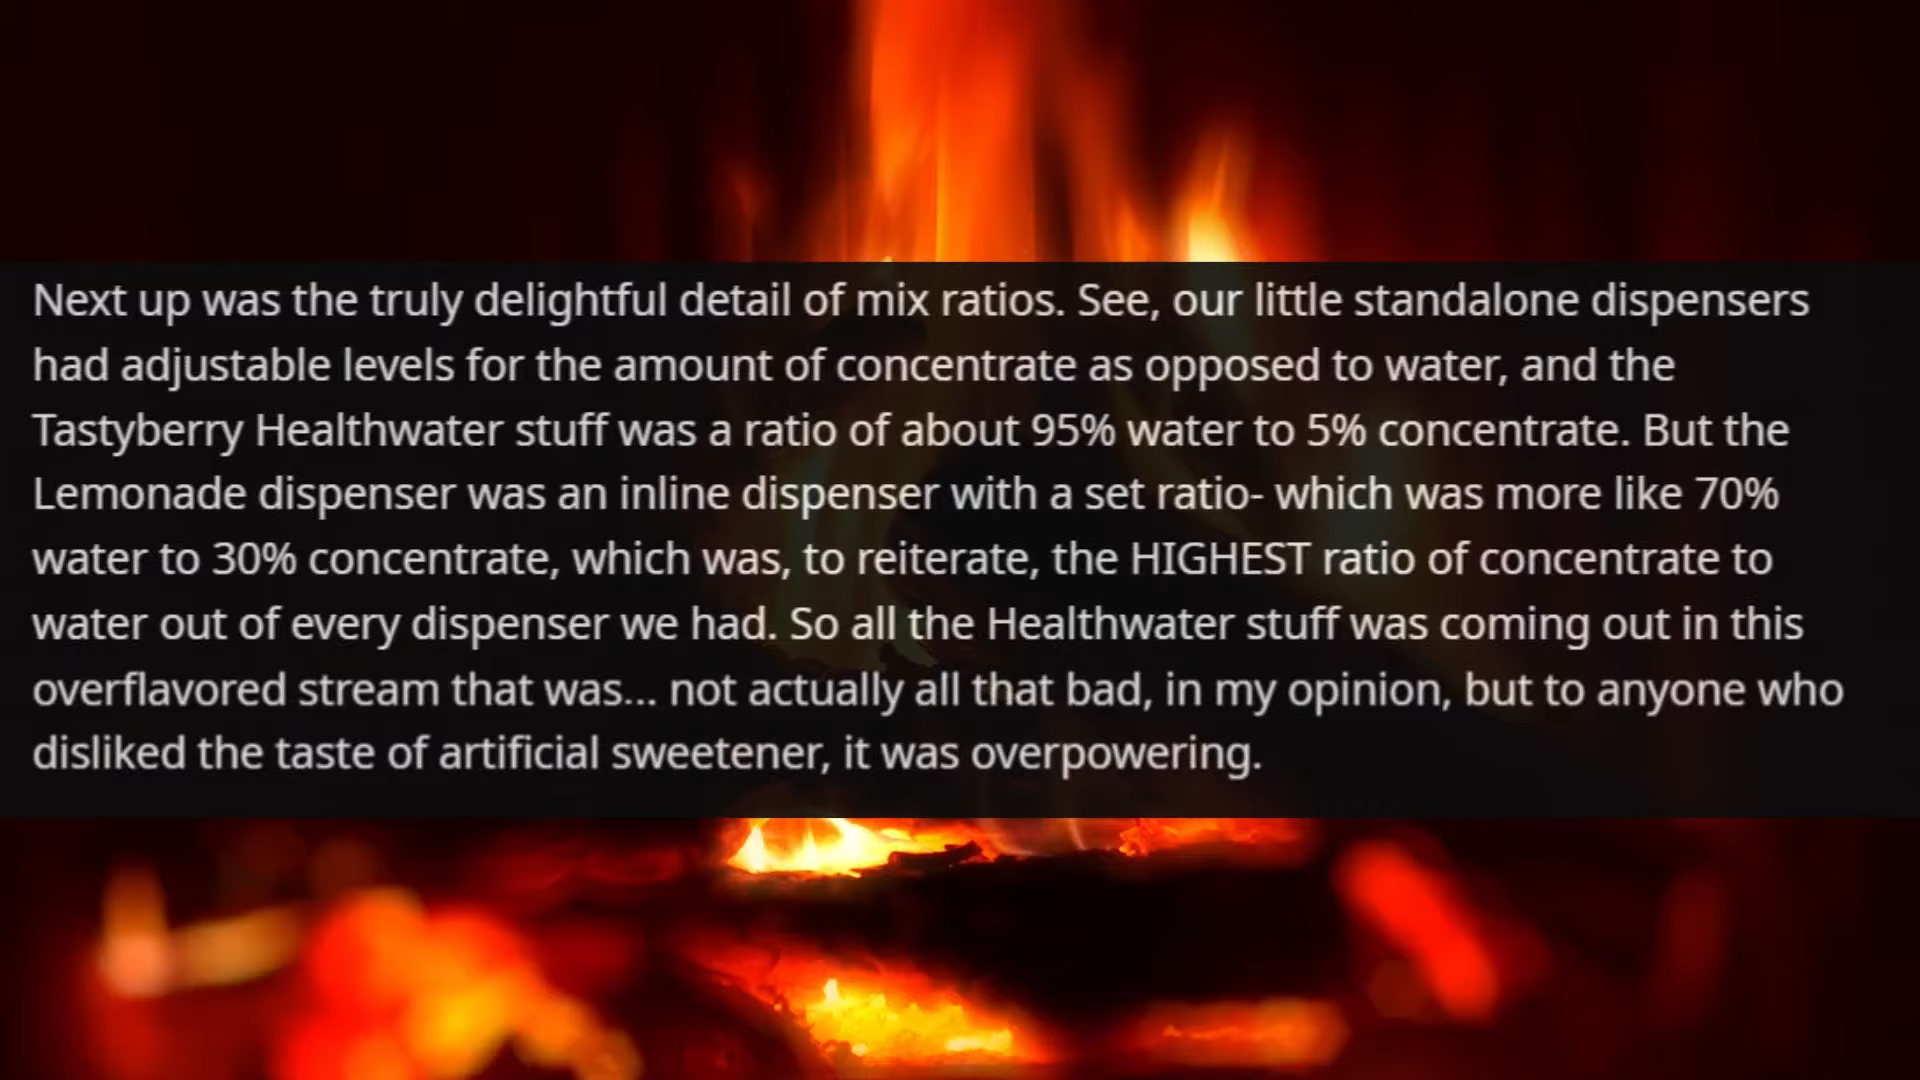 Next up was the truly delightful detail of mix ratios. See, our little standalone dispensers
had adjustable levels for the amount of concentrate as opposed to water, and the
Tastyberry Healthwater stuff was a ratio of about 95% water to 5% concentrate. But the
Lemonade dispenser was an inline dispenser with a set ratio- which was more like 70%
water to 30% concentrate, which was, to reiterate, the HIGHEST ratio of concentrate to
water out of every dispenser we had. So all the Healthwater stuff was coming out in this
overflavored stream that was... not actually all that bad, in my opinion, but to anyone who
disliked the taste of artificial sweetener, it was overpowering.